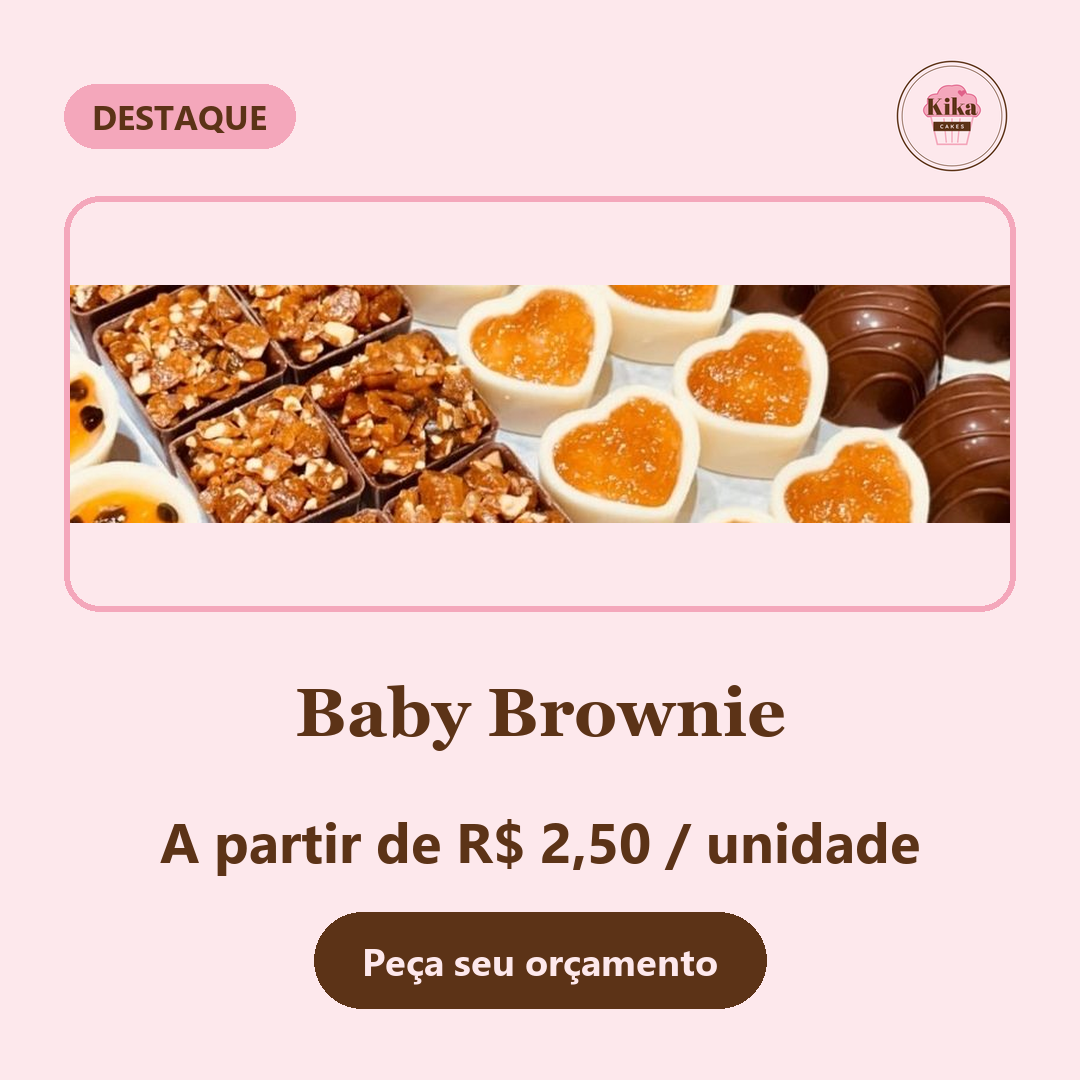 DESTAQUE
Kika
CAKES
Baby Brownie
A partir de R$ 2,50 / unidade
Peça seu orçamento